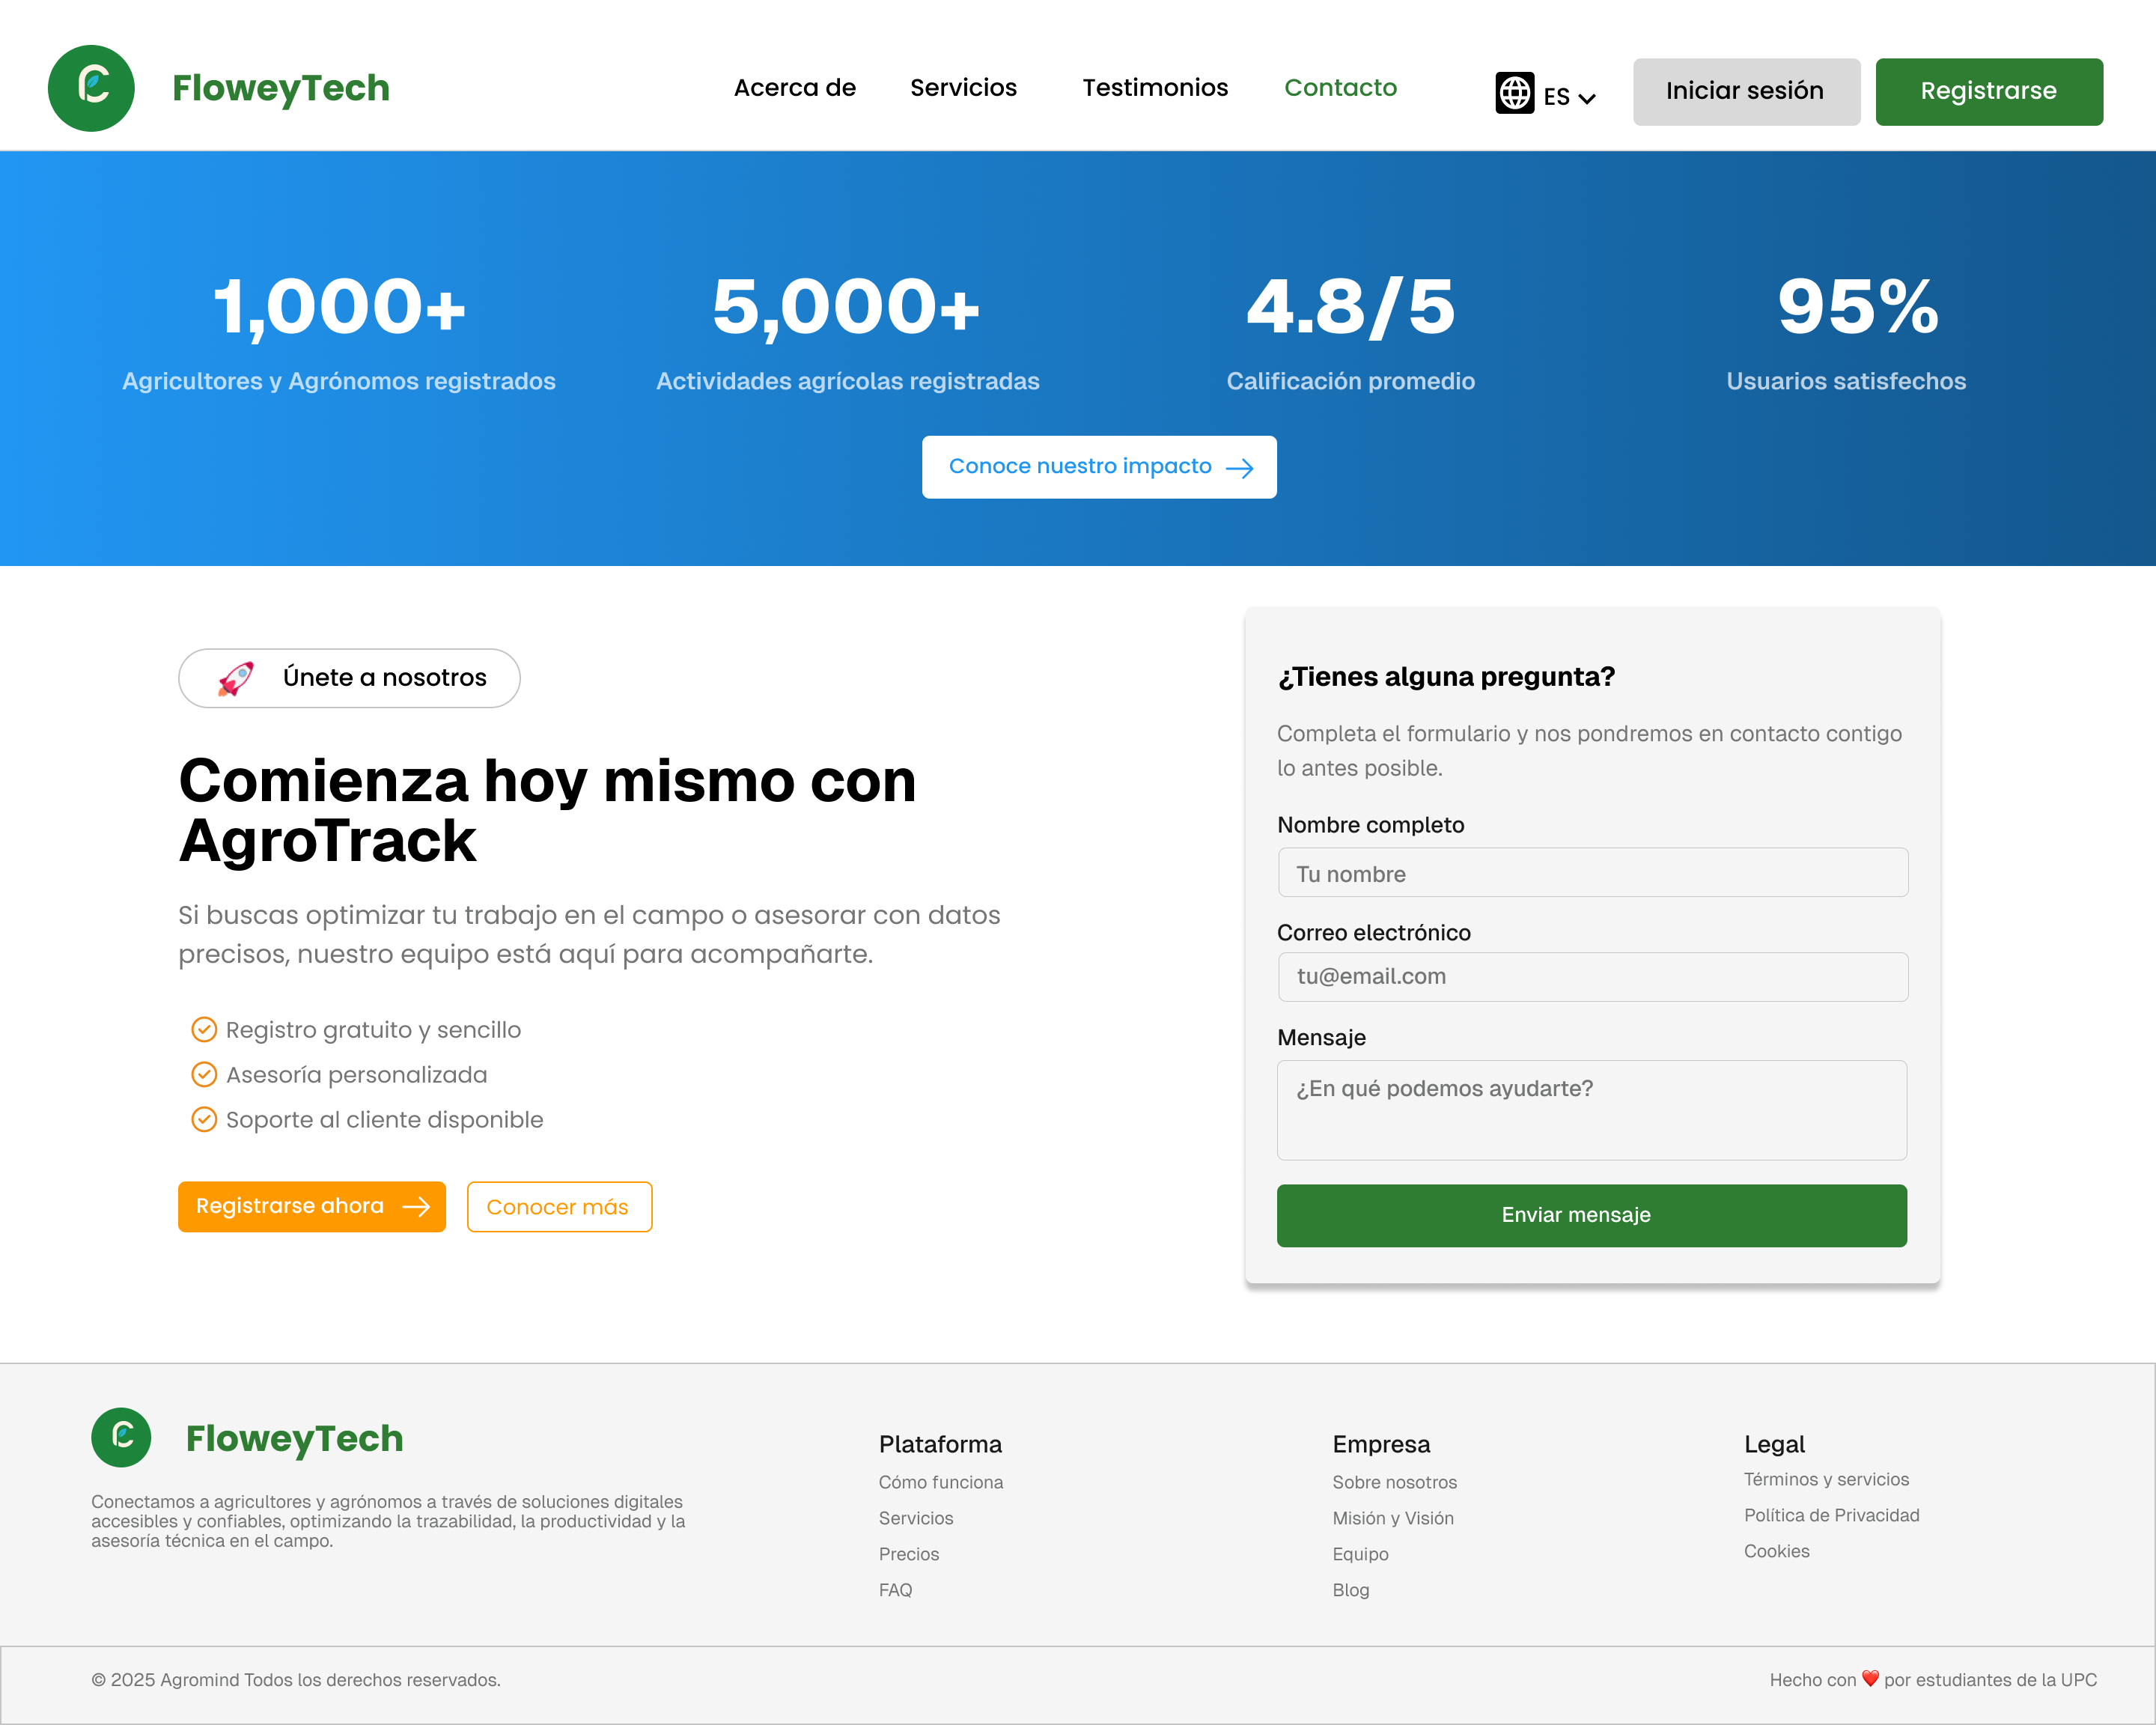 FloweyTech
Acerca de
Servicios
Testimonios
Contacto
ES
Iniciar sesión
Registrarse
1,000+
Agricultores y Agrónomos registrados
5,000+
Actividades agrícolas registradas
4.8/5
Calificación promedio
95%
Usuarios satisfechos
Conoce nuestro impacto
Únete a nosotros
Comienza hoy mismo con
AgroTrack
Si buscas optimizar tu trabajo en el campo o asesorar con datos
precisos, nuestro equipo está aquí para acompañarte.
Registro gratuito y sencillo
Asesoría personalizada
Soporte al cliente disponible
Registrarse ahora
Conocer más
¿Tienes alguna pregunta?
Completa el formulario y nos pondremos en contacto contigo
lo antes posible.
Nombre completo
Tu nombre
Correo electrónico
tu@email.com
Mensaje
¿En qué podemos ayudarte?
Enviar mensaje
FloweyTech
Conectamos a agricultores y agrónomos a través de soluciones digitales
accesibles y confiables, optimizando la trazabilidad, la productividad y la
asesoría técnica en el campo.
Plataforma
Cómo funciona
Servicios
Precios
FAQ
Empresa
Sobre nosotros
Misión y Visión
Equipo
Blog
Legal
Términos y servicios
Política de Privacidad
Cookies
© 2025 Agromind Todos los derechos reservados.
Hecho con ❤️ por estudiantes de la UPC